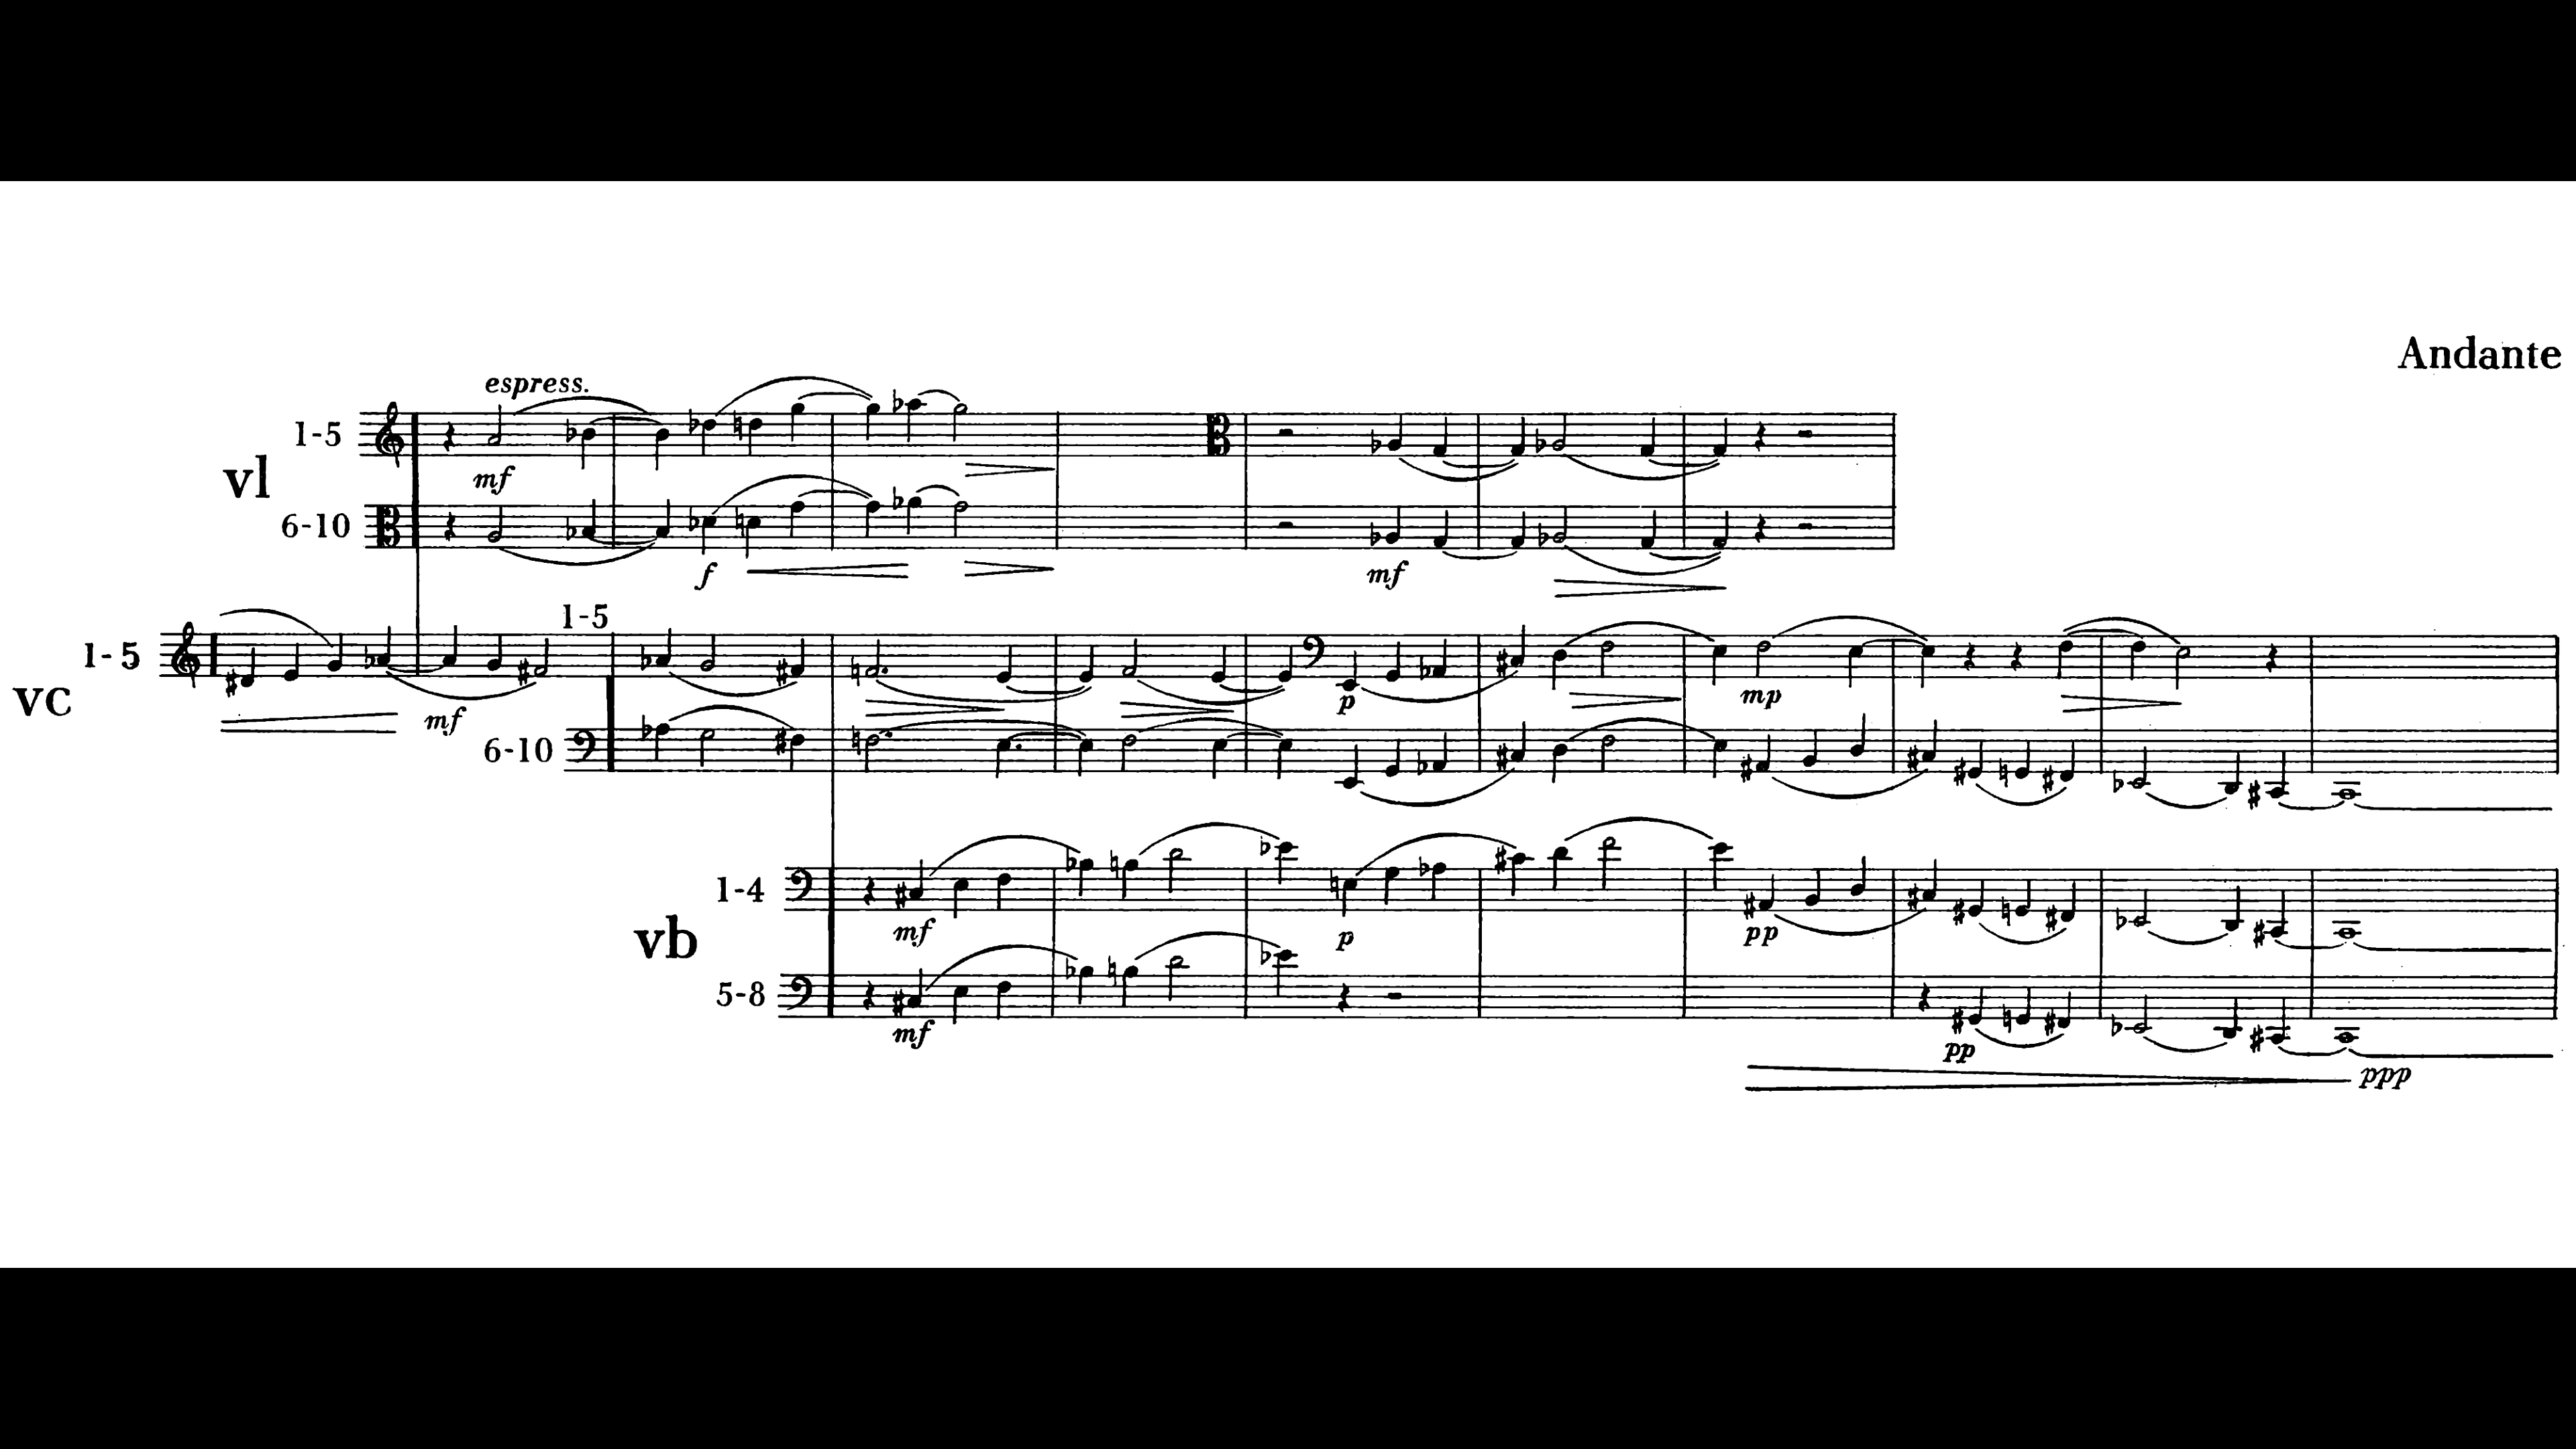 Andante
espress.
1-5
mf
vl
6-10
f
mf
1-5
1-5
vc
mf
p
mp
6-10
1-4
mf
p
pp
vb
5-8
mf
pp
ppp